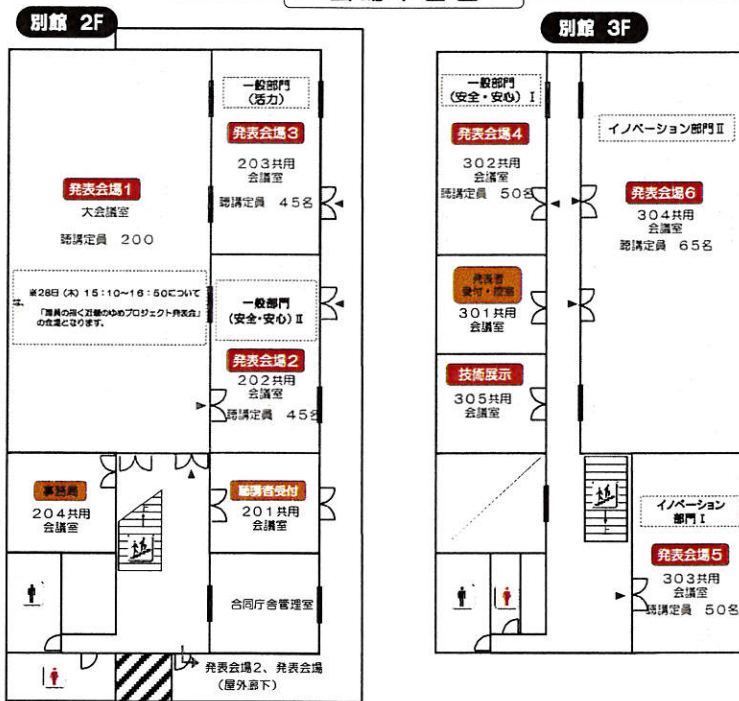 別館 2F
一般部門
(活力)
発表会場3
203共用
会議室
聴講定員 45名
発表会場1
大会議室
聴講定員 200
※28日(木)15:10~16:50について
は、
「職員の描く近畿のゆめプロジェクト発表会」
の会場となります。
一般部門
(安全・安心)Ⅱ
発表会場2
202共用
会議室
聴講定員 45名
事務局
204共用
会議室
上
聴講者受付
201共用
会議室
合同庁舎管理室
発表会場2、発表会場
(屋外廊下)
別館 3F
一般部門
(安全・安心)Ⅰ
発表会場4
302共用
会議室
聴講定員 50名
イノベーション部門Ⅱ
発表会場6
304共用
会議室
聴講定員 65名
発表者
受付・控室
301共用
会議室
技術展示
305共用
会議室
上
イノベーション
部門Ⅰ
発表会場5
303共用
会議室
聴講定員 50名